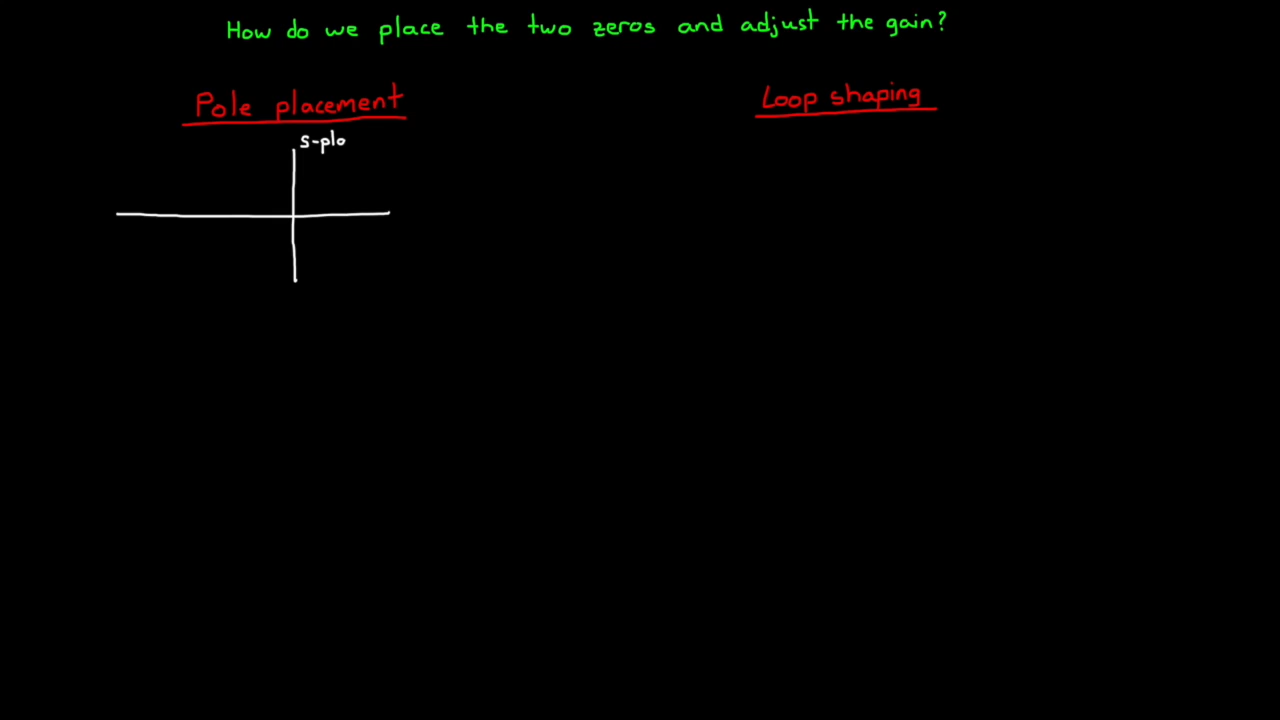 How do we place the two zeros and adjust the gain?
Pole placement
Loop shaping
s-plo